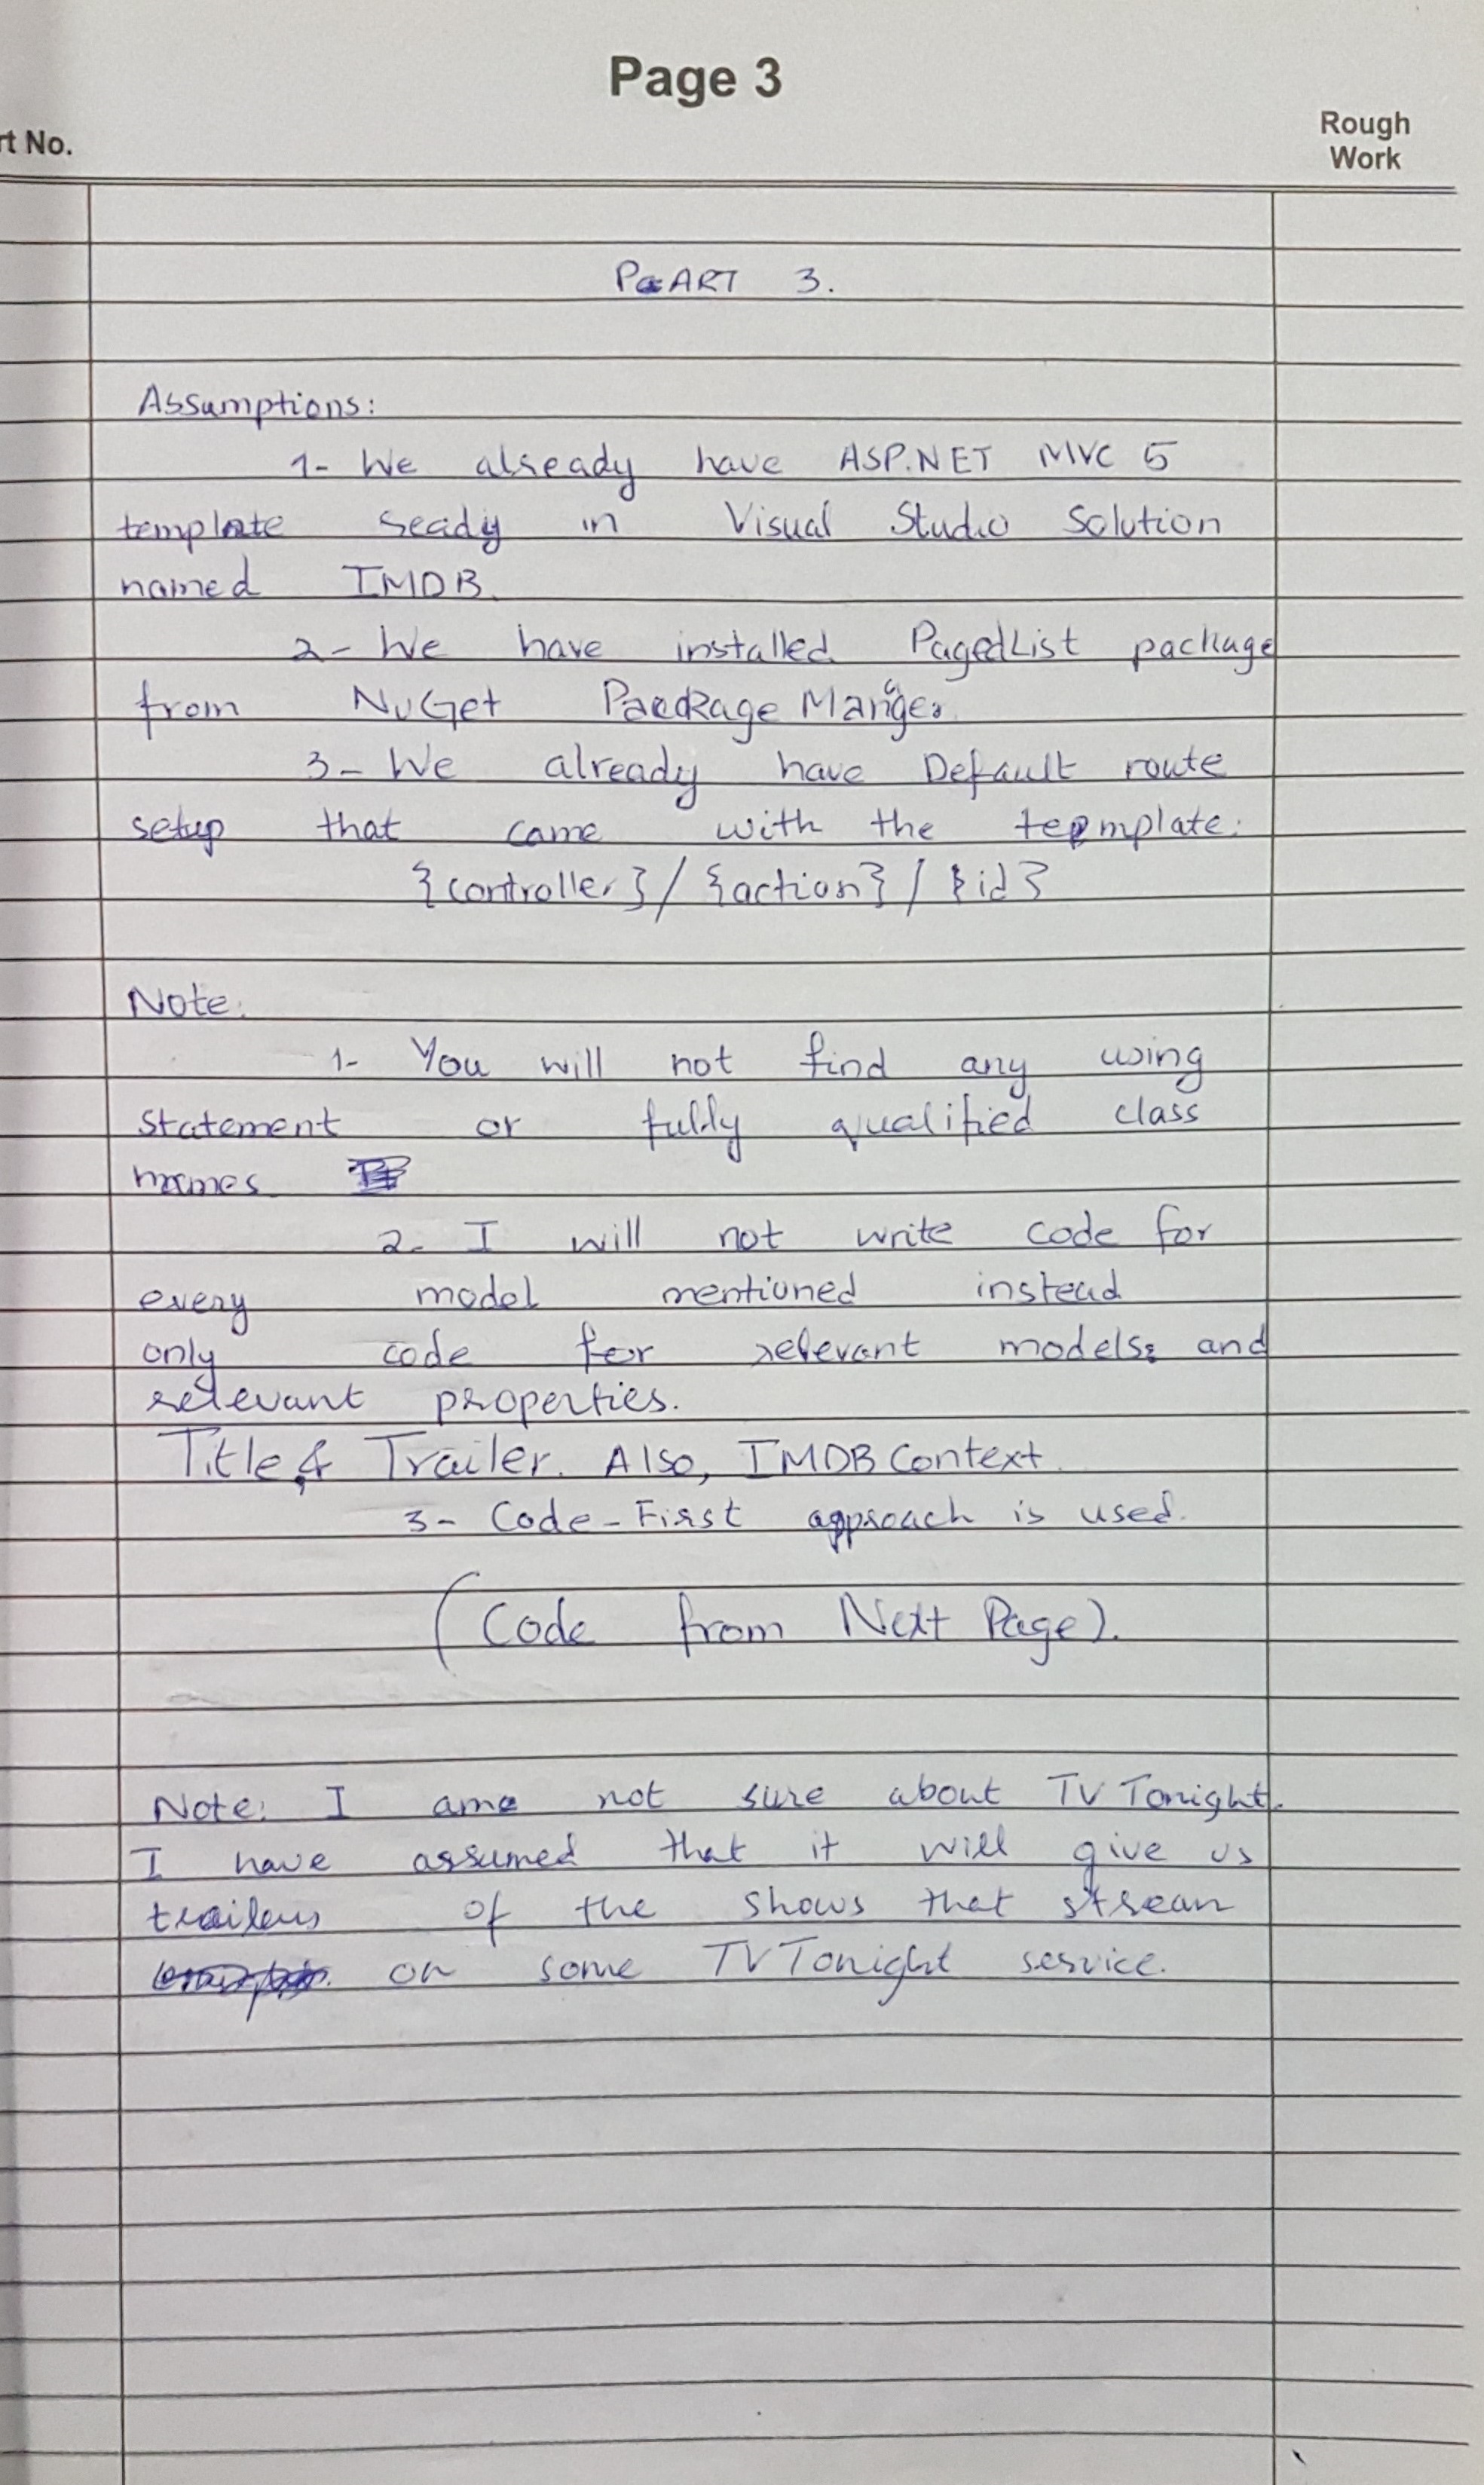 Page 3
rt No.
Rough
Work
PART 3.
Assumptions:
1- We already have ASP.NET MVC 5
template ready in Visual Studio Solution
named IMDB.
2- We have installed PagedList package
from NuGet Package Manger.
3- We already have Default route
setup that came with the template:
{controller}/{action}/{id}
Note:
1- You will not find any using
statement or fully qualified class
names
2- I will not write code for
every model mentioned instead
only code for relevant models and
relevant properties.
Title & Trailer. Also, IMDBContext.
3- Code-First approach is used.
(Code from Next Page).
Note: I am not sure about TVTonight.
I have assumed that it will give us
trailers of the shows that stream
on some TVTonight service.